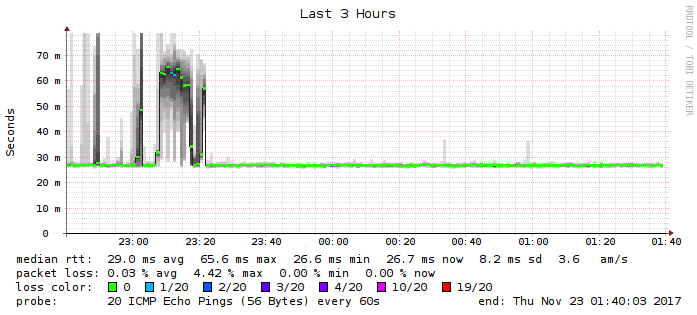 Last 3 Hours
RRDTOOL / TOBI OETIKER
Seconds
70 m
60 m
50 m
40 m
30 m
20 m
10 m
0
23:00 23:20 23:40 00:00 00:20 00:40 01:00 01:20 01:40
median rtt: 29.0 ms avg 65.6 ms max 26.6 ms min 26.7 ms now 8.2 ms sd 3.6 am/s
packet loss: 0.03 % avg 4.42 % max 0.00 % min 0.00 % now
loss color: 0 1/20 2/20 3/20 4/20 10/20 19/20
probe: 20 ICMP Echo Pings (56 Bytes) every 60s end: Thu Nov 23 01:40:03 2017